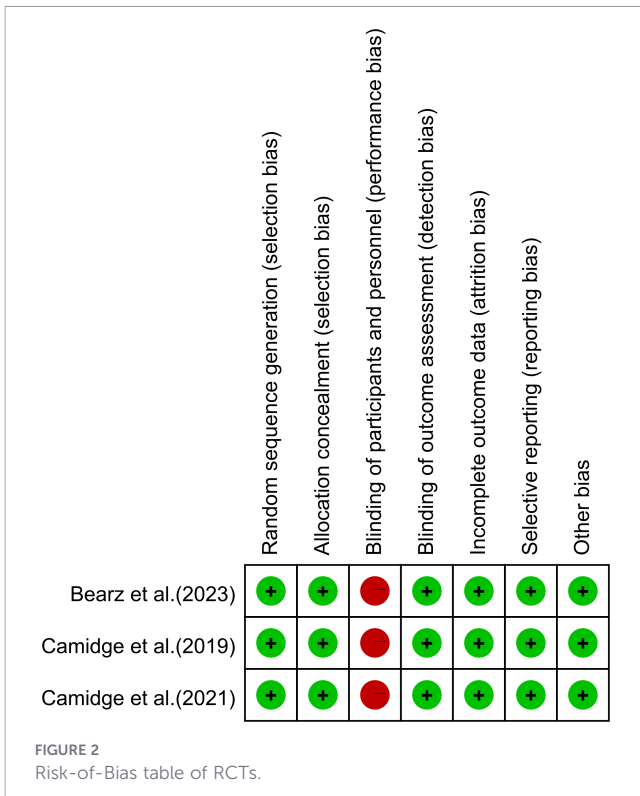 Random sequence generation (selection bias)
Allocation concealment (selection bias)
Blinding of participants and personnel (performance bias)
Blinding of outcome assessment (detection bias)
Incomplete outcome data (attrition bias)
Selective reporting (reporting bias)
Other bias
Bearz et al.(2023) + + – + + + +
Camidge et al.(2019) + + – + + + +
Camidge et al.(2021) + + – + + + +
FIGURE 2
Risk-of-Bias table of RCTs.